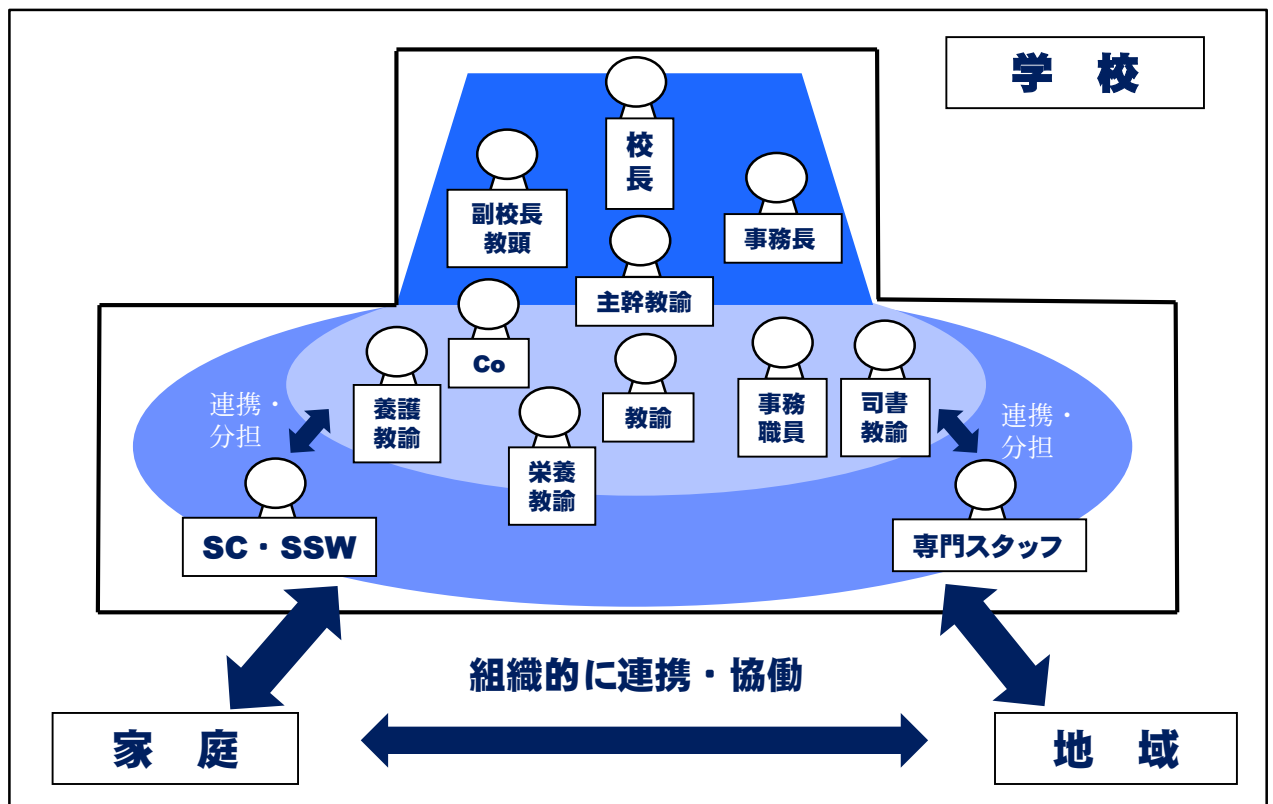 学 校
校
長
副校長
教頭
事務長
主幹教諭
Co
養護
教諭
教諭
事務
職員
司書
教諭
栄養
教諭
連携・
分担
連携・
分担
SC・SSW
専門スタッフ
組織的に連携・協働
家 庭
地 域